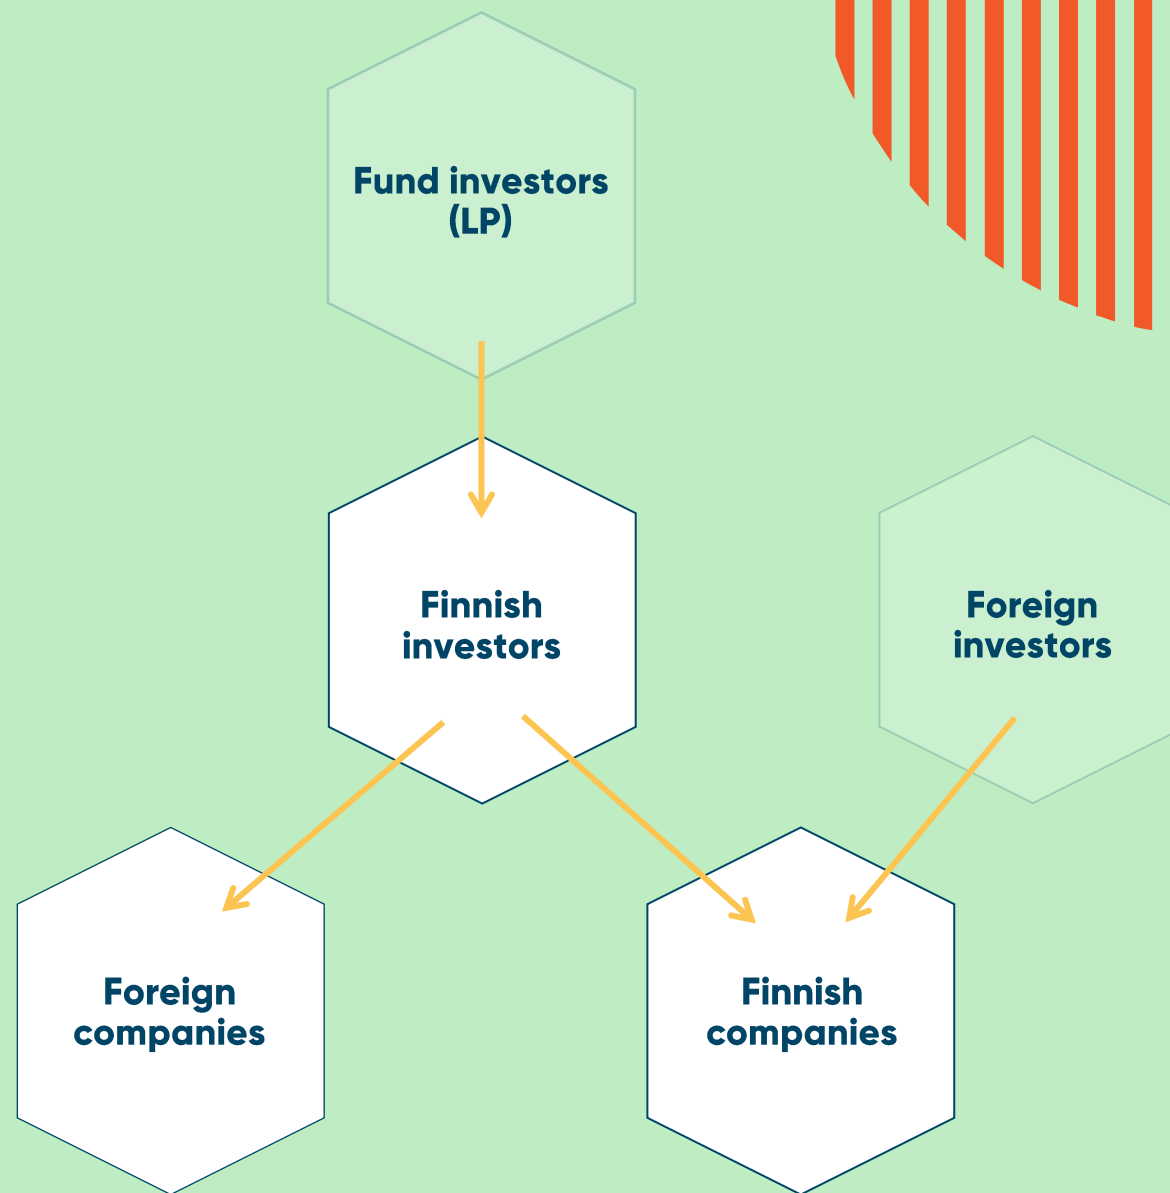 Fund investors
(LP)
Finnish
investors
Foreign
investors
Foreign
companies
Finnish
companies